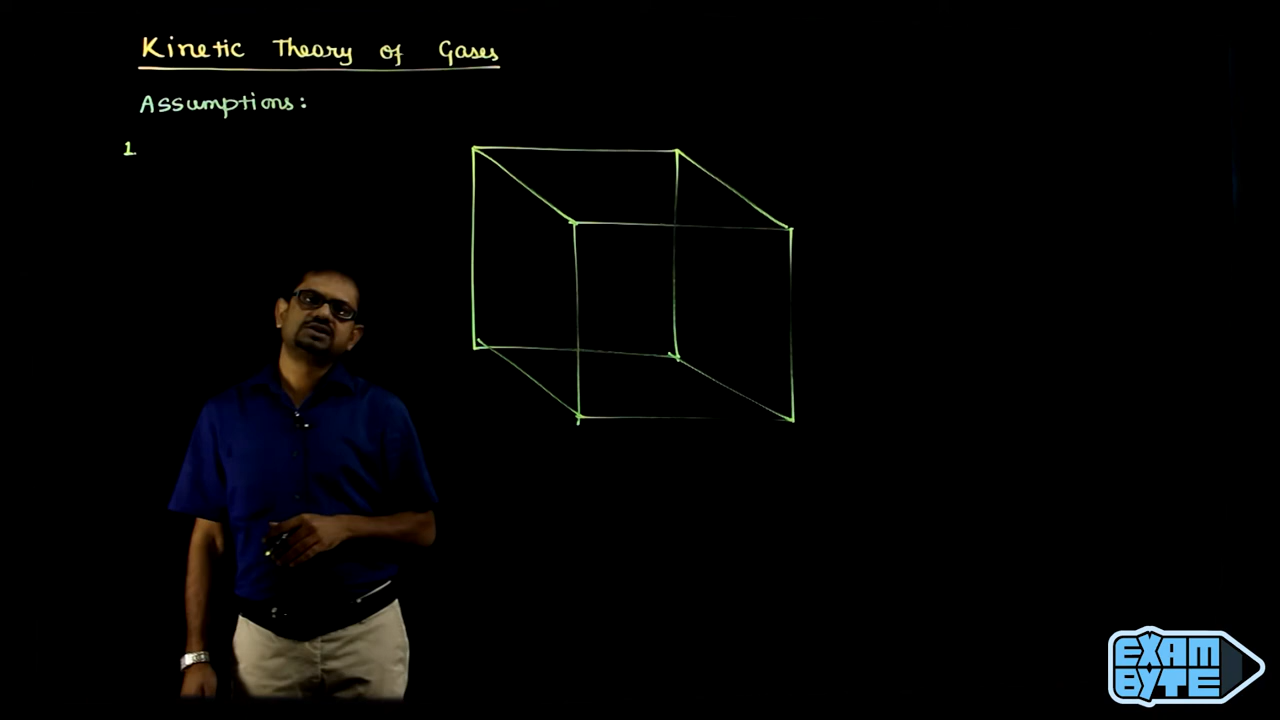 Kinetic Theory of Gases
Assumptions:
1
EXAM
BYTE